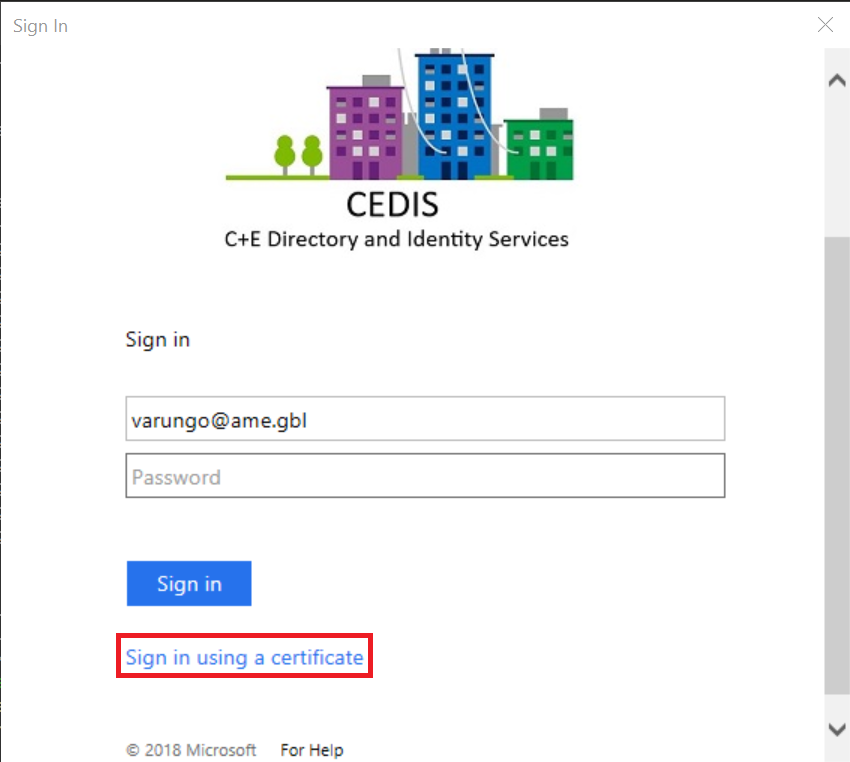 Sign In
CEDIS
C+E Directory and Identity Services
Sign in
varungo@ame.gbl
Password
Sign in
Sign in using a certificate
© 2018 Microsoft For Help